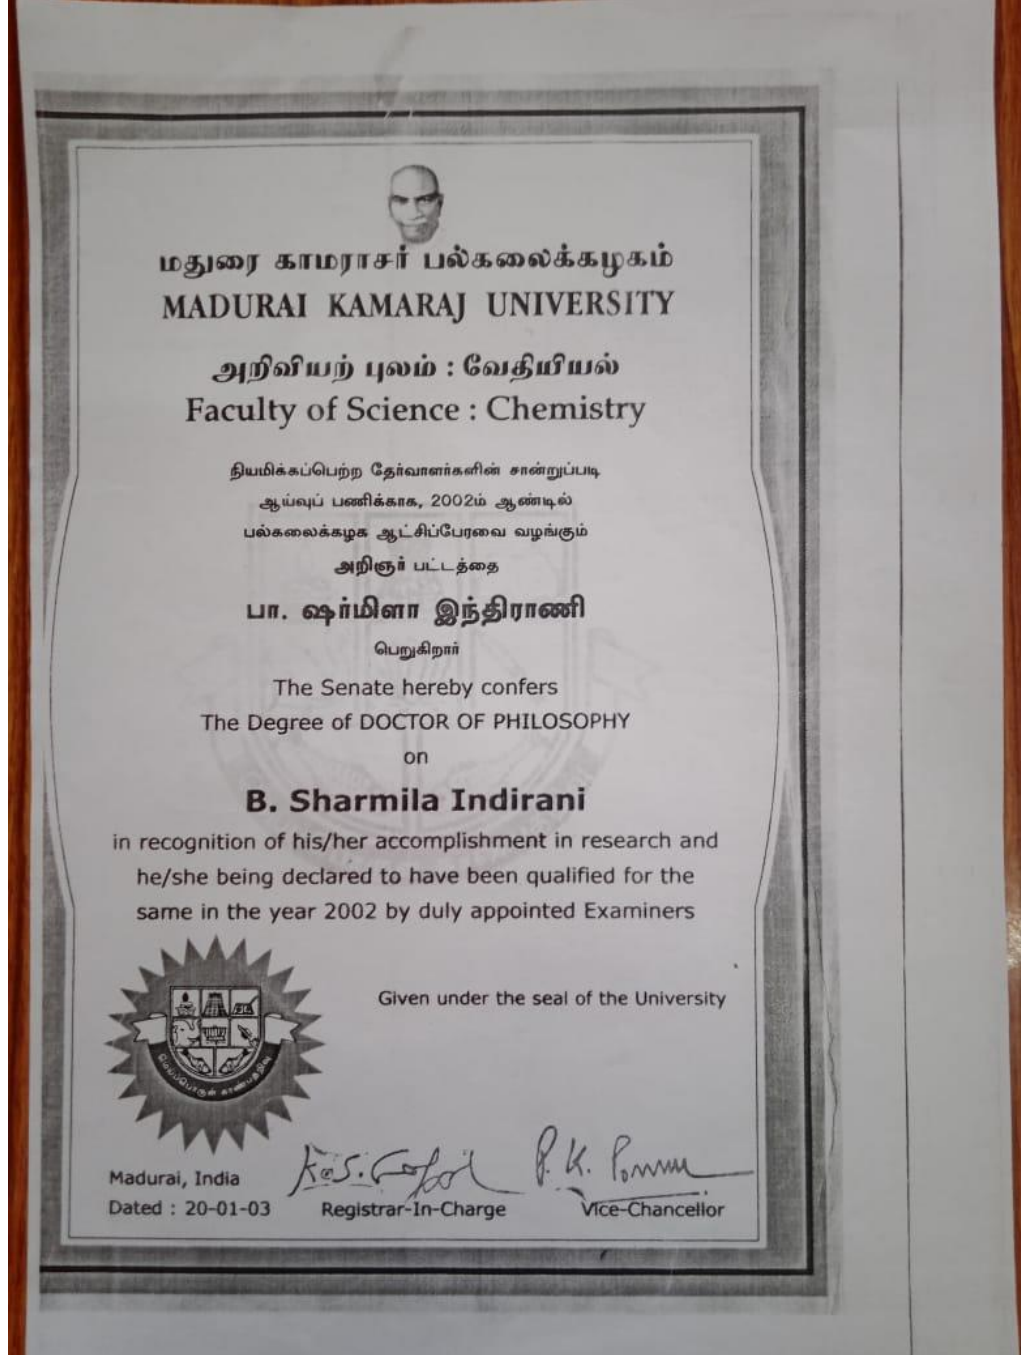 மதுரை காமராசர் பல்கலைக்கழகம்
MADURAI KAMARAJ UNIVERSITY
அறிவியற் புலம் : வேதியியல்
Faculty of Science : Chemistry
நியமிக்கப்பெற்ற தேர்வாளர்களின் சான்றுப்படி
ஆய்வுப் பணிக்காக, 2002ம் ஆண்டில்
பல்கலைக்கழக ஆட்சிப்பேரவை வழங்கும்
அறிஞர் பட்டத்தை
பா. ஷர்மிளா இந்திராணி
பெறுகிறார்
The Senate hereby confers
The Degree of DOCTOR OF PHILOSOPHY
on
B. Sharmila Indirani
in recognition of his/her accomplishment in research and
he/she being declared to have been qualified for the
same in the year 2002 by duly appointed Examiners
Given under the seal of the University
Madurai, India
Dated : 20-01-03
Registrar-In-Charge
P. K.
Vice-Chancellor